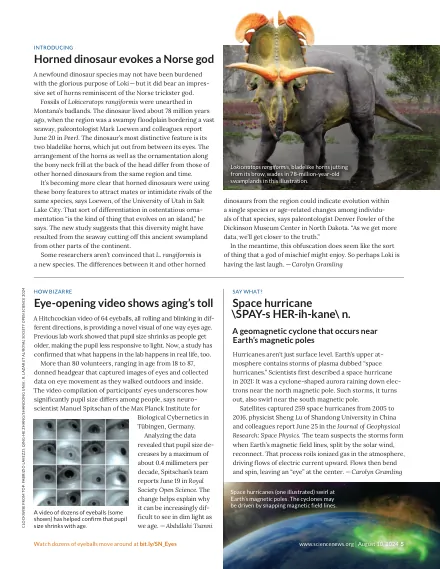 INTRODUCING
Horned dinosaur evokes a Norse god
A newfound dinosaur species may not have been burdened
with the glorious purpose of Loki — but it did bear an impres-
sive set of horns reminiscent of the Norse trickster god.
Fossils of Lokiceratops rangiformis were unearthed in
Montana's badlands. The dinosaur lived about 78 million years
ago, when the region was a swampy floodplain bordering a vast
seaway, paleontologist Mark Loewen and colleagues report
June 20 in PeerJ. The dinosaur's most distinctive feature is its
two bladelike horns, which jut out from between its eyes. The
arrangement of the horns as well as the ornamentation along
the bony neck frill at the back of the head differ from those of
other horned dinosaurs from the same region and time.
It's becoming more clear that horned dinosaurs were using
these bony features to attract mates or intimidate rivals of the
same species, says Loewen, of the University of Utah in Salt
Lake City. That sort of differentiation in ostentatious orna-
mentation "is the kind of thing that evolves on an island," he
says. The new study suggests that this diversity might have
resulted from the seaway cutting off this ancient swampland
from other parts of the continent.
Some researchers aren't convinced that L. rangiformis is
a new species. The differences between it and other horned
Lokiceratops rangiformis, bladelike horns jutting
from its brow, wades in 78-million-year-old
swamplands in this illustration.
dinosaurs from the region could indicate evolution within
a single species or age-related changes among individu-
als of that species, says paleontologist Denver Fowler of the
Dickinson Museum Center in North Dakota. "As we get more
data, we'll get closer to the truth."
In the meantime, this obfuscation does seem like the sort
of thing that a god of mischief might enjoy. So perhaps Loki is
having the last laugh. — Carolyn Gramling
HOW BIZARRE
Eye-opening video shows aging's toll
A Hitchcockian video of 64 eyeballs, all rolling and blinking in dif-
ferent directions, is providing a novel visual of one way eyes age.
Previous lab work showed that pupil size shrinks as people get
older, making the pupil less responsive to light. Now, a study has
confirmed that what happens in the lab happens in real life, too.
More than 80 volunteers, ranging in age from 18 to 87,
donned headgear that captured images of eyes and collected
data on eye movement as they walked outdoors and inside.
The video compilation of participants' eyes underscores how
significantly pupil size differs among people, says neuro-
scientist Manuel Spitschan of the Max Planck Institute for
Biological Cybernetics in
Tübingen, Germany.
Analyzing the data
revealed that pupil size de-
creases by a maximum of
about 0.4 millimeters per
decade, Spitschan's team
reports June 19 in Royal
Society Open Science. The
change helps explain why
it can be increasingly dif-
ficult to see in dim light as
we age. — Abdullahi Tsanni
A video of dozens of eyeballs (some
shown) has helped confirm that pupil
size shrinks with age.
Watch dozens of eyeballs move around at bit.ly/SN_Eyes
SAY WHAT?
Space hurricane
\SPAY-s HER-ih-kane\ n.
A geomagnetic cyclone that occurs near
Earth's magnetic poles
Hurricanes aren't just surface level. Earth's upper at-
mosphere contains storms of plasma dubbed "space
hurricanes." Scientists first described a space hurricane
in 2021: It was a cyclone-shaped aurora raining down elec-
trons near the north magnetic pole. Such storms, it turns
out, also swirl near the south magnetic pole.
Satellites captured 259 space hurricanes from 2005 to
2016, physicist Sheng Lu of Shandong University in China
and colleagues report June 25 in the Journal of Geophysical
Research: Space Physics. The team suspects the storms form
when Earth's magnetic field lines, split by the solar wind,
reconnect. That process roils ionized gas in the atmosphere,
driving flows of electric current upward. Flows then bend
and spin, leaving an "eye" at the center. — Carolyn Gramling
Space hurricanes (one illustrated) swirl at
Earth's magnetic poles. The cyclones may
be driven by snapping magnetic field lines.
www.sciencenews.org | August 10, 2024 5